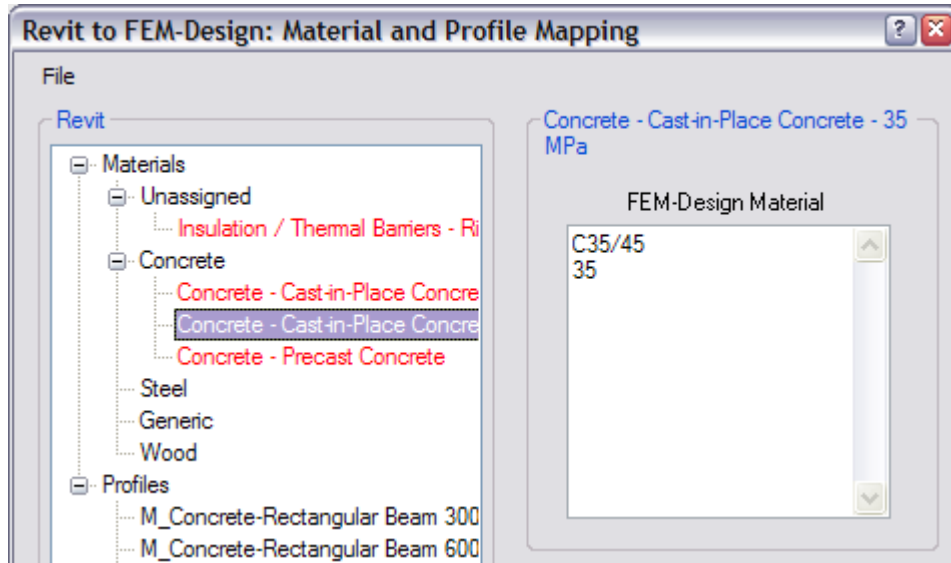 Revit to FEM-Design: Material and Profile Mapping
File
Revit
Materials
Unassigned
Insulation / Thermal Barriers - Ri
Concrete
Concrete - Cast-in-Place Concre
Concrete - Cast-in-Place Concre
Concrete - Precast Concrete
Steel
Generic
Wood
Profiles
M_Concrete-Rectangular Beam 300
M_Concrete-Rectangular Beam 600
Concrete - Cast-in-Place Concrete - 35
MPa
FEM-Design Material
C35/45
35